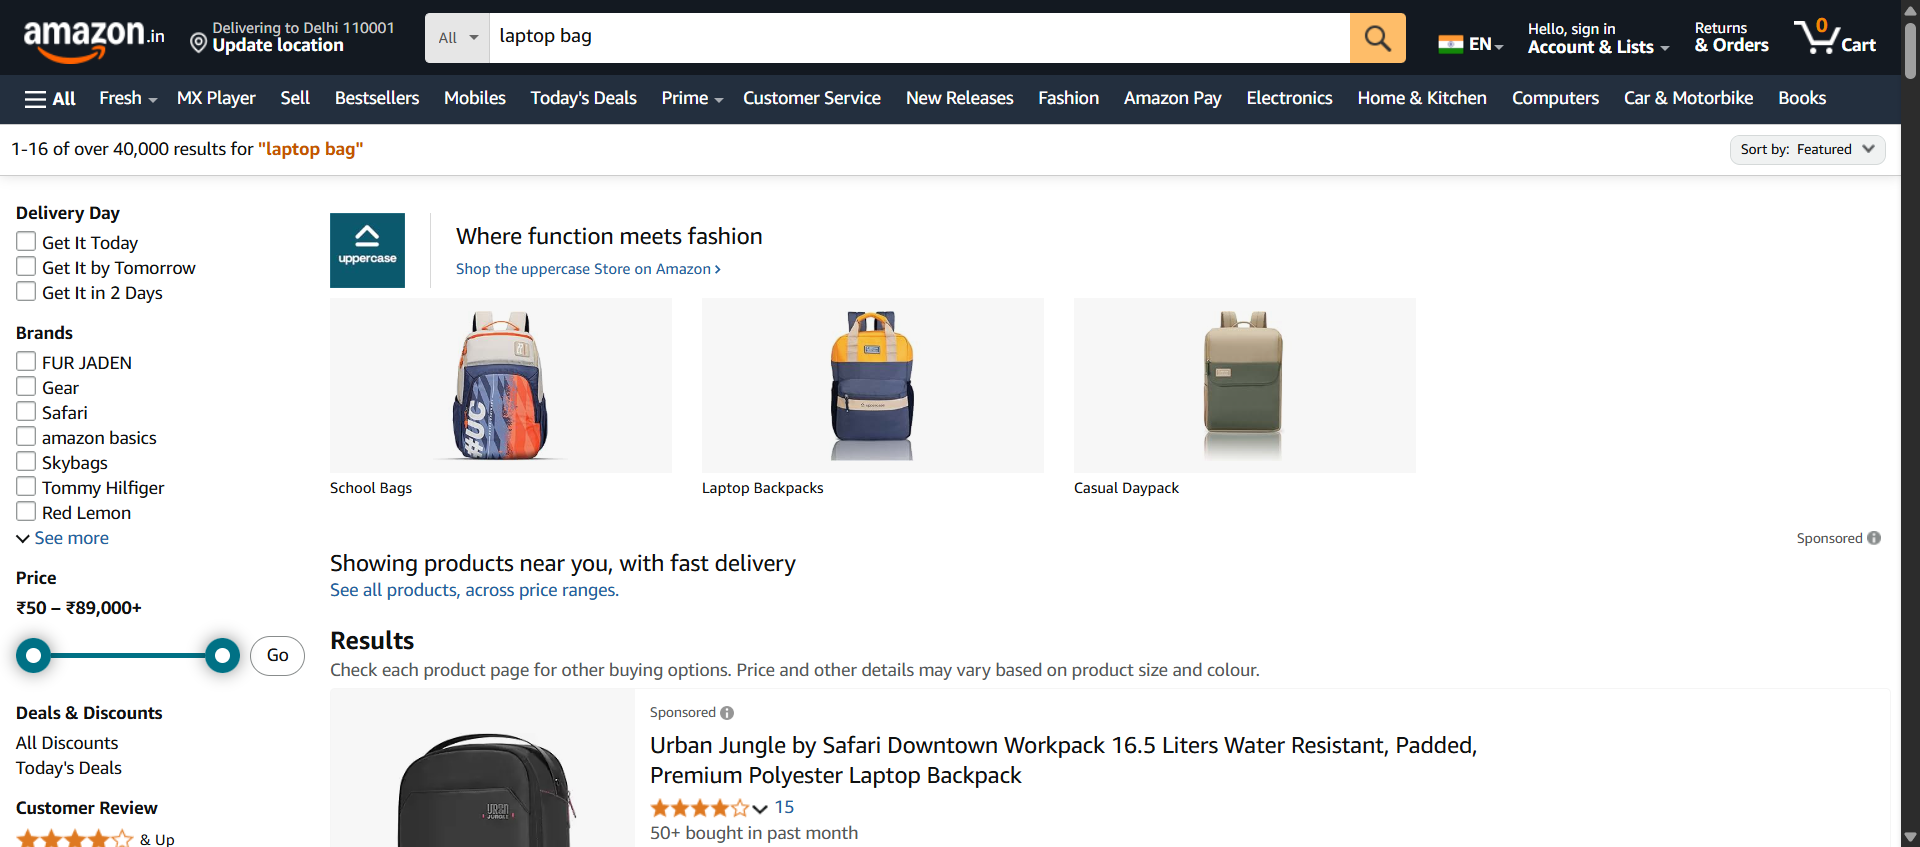 amazon.in
Delivering to Delhi 110001
Update location
All
laptop bag
EN
Hello, sign in
Account & Lists
Returns
& Orders
0
Cart
All
Fresh
MX Player
Sell
Bestsellers
Mobiles
Today's Deals
Prime
Customer Service
New Releases
Fashion
Amazon Pay
Electronics
Home & Kitchen
Computers
Car & Motorbike
Books
1-16 of over 40,000 results for "laptop bag"
Sort by: Featured
Delivery Day
Get It Today
Get It by Tomorrow
Get It in 2 Days
Brands
FUR JADEN
Gear
Safari
amazon basics
Skybags
Tommy Hilfiger
Red Lemon
See more
Price
₹50 – ₹89,000+
Go
Deals & Discounts
All Discounts
Today's Deals
Customer Review
& Up
uppercase
Where function meets fashion
Shop the uppercase Store on Amazon ›
#UC
School Bags
Laptop Backpacks
Casual Daypack
Sponsored
Showing products near you, with fast delivery
See all products, across price ranges.
Results
Check each product page for other buying options. Price and other details may vary based on product size and colour.
URBN
JUNGLE
Sponsored
Urban Jungle by Safari Downtown Workpack 16.5 Liters Water Resistant, Padded,
Premium Polyester Laptop Backpack
15
50+ bought in past month